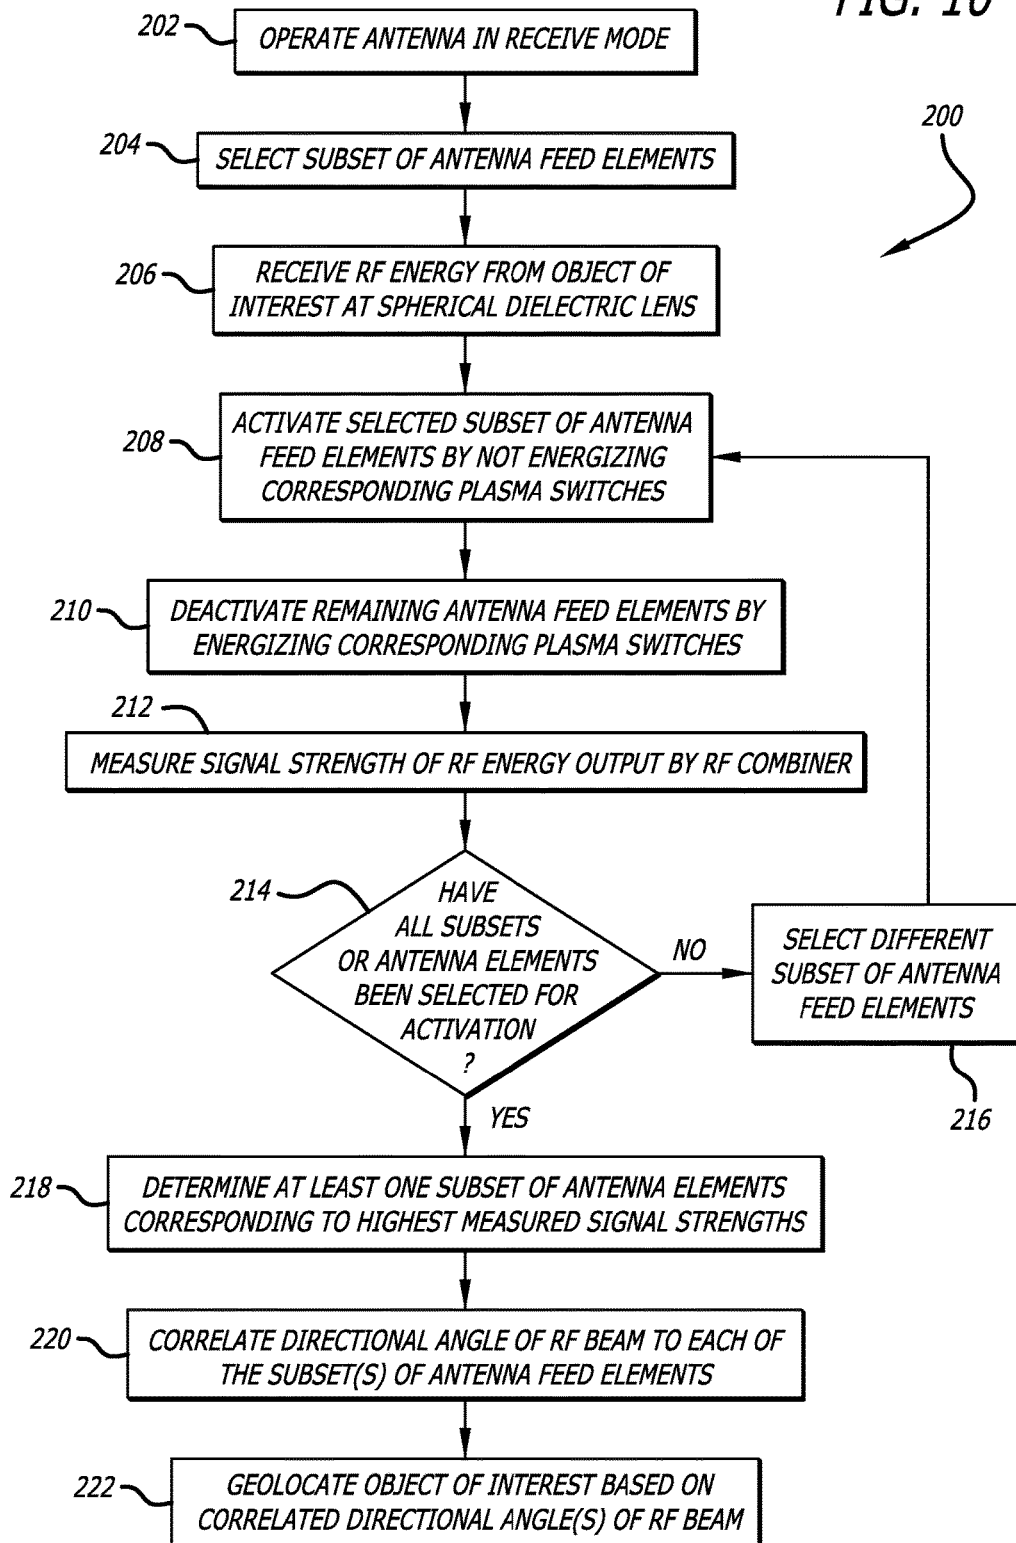 FIG. 10
202
OPERATE ANTENNA IN RECEIVE MODE
200
204
SELECT SUBSET OF ANTENNA FEED ELEMENTS
206
RECEIVE RF ENERGY FROM OBJECT OF
INTEREST AT SPHERICAL DIELECTRIC LENS
208
ACTIVATE SELECTED SUBSET OF ANTENNA
FEED ELEMENTS BY NOT ENERGIZING
CORRESPONDING PLASMA SWITCHES
210
DEACTIVATE REMAINING ANTENNA FEED ELEMENTS BY
ENERGIZING CORRESPONDING PLASMA SWITCHES
212
MEASURE SIGNAL STRENGTH OF RF ENERGY OUTPUT BY RF COMBINER
214
HAVE
ALL SUBSETS
OR ANTENNA ELEMENTS
BEEN SELECTED FOR
ACTIVATION
?
NO
SELECT DIFFERENT
SUBSET OF ANTENNA
FEED ELEMENTS
216
YES
218
DETERMINE AT LEAST ONE SUBSET OF ANTENNA ELEMENTS
CORRESPONDING TO HIGHEST MEASURED SIGNAL STRENGTHS
220
CORRELATE DIRECTIONAL ANGLE OF RF BEAM TO EACH OF
THE SUBSET(S) OF ANTENNA FEED ELEMENTS
222
GEOLOCATE OBJECT OF INTEREST BASED ON
CORRELATED DIRECTIONAL ANGLE(S) OF RF BEAM